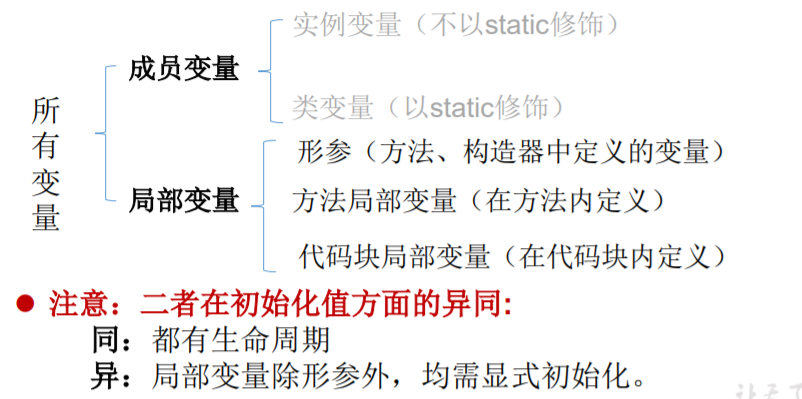 实例变量（不以static修饰）
成员变量
类变量（以static修饰）
所有变量
形参（方法、构造器中定义的变量）
局部变量
方法局部变量（在方法内定义）
代码块局部变量（在代码块内定义）
注意：二者在初始化值方面的异同:
同：都有生命周期
异：局部变量除形参外，均需显式初始化。